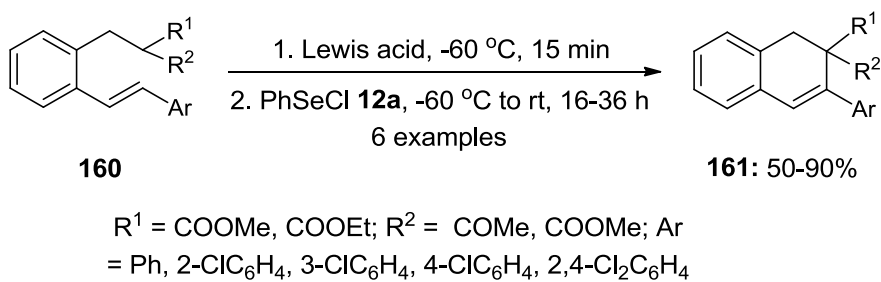 R¹
R²
Ar
160
1. Lewis acid, -60 °C, 15 min
2. PhSeCl 12a, -60 °C to rt, 16-36 h
6 examples
R¹
R²
Ar
161: 50-90%
R¹ = COOMe, COOEt; R² = COMe, COOMe; Ar
= Ph, 2-ClC6H4, 3-ClC6H4, 4-ClC6H4, 2,4-Cl₂C6H4